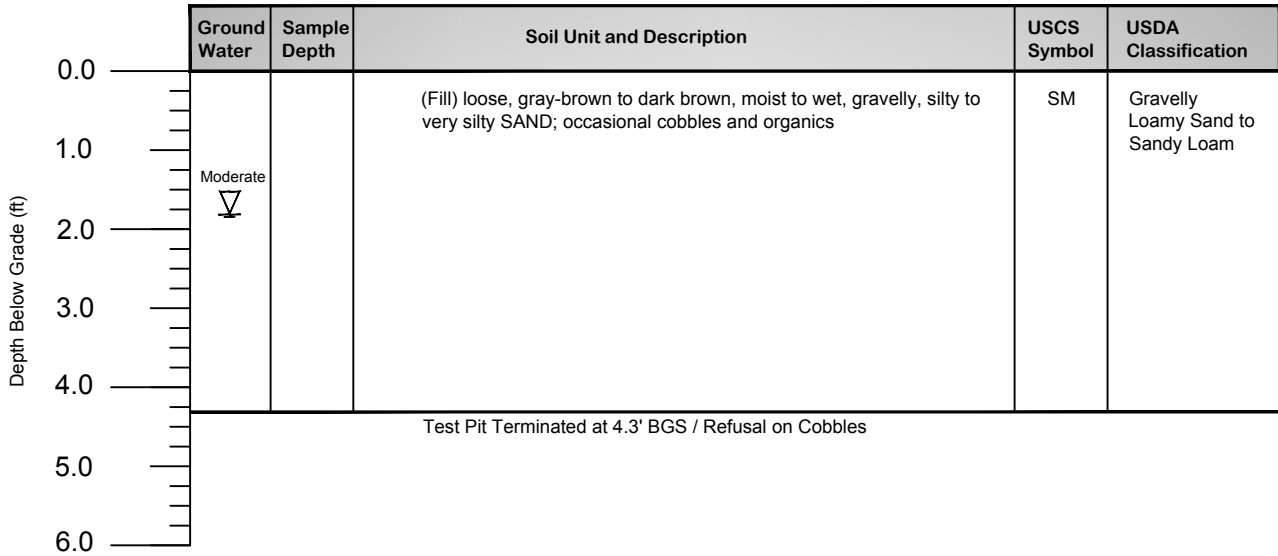 Ground Water
Sample Depth
Soil Unit and Description
USCS Symbol
USDA Classification
0.0
(Fill) loose, gray-brown to dark brown, moist to wet, gravelly, silty to
very silty SAND; occasional cobbles and organics
SM
Gravelly
Loamy Sand to
Sandy Loam
1.0
Moderate
Depth Below Grade (ft)
2.0
3.0
4.0
Test Pit Terminated at 4.3' BGS / Refusal on Cobbles
5.0
6.0